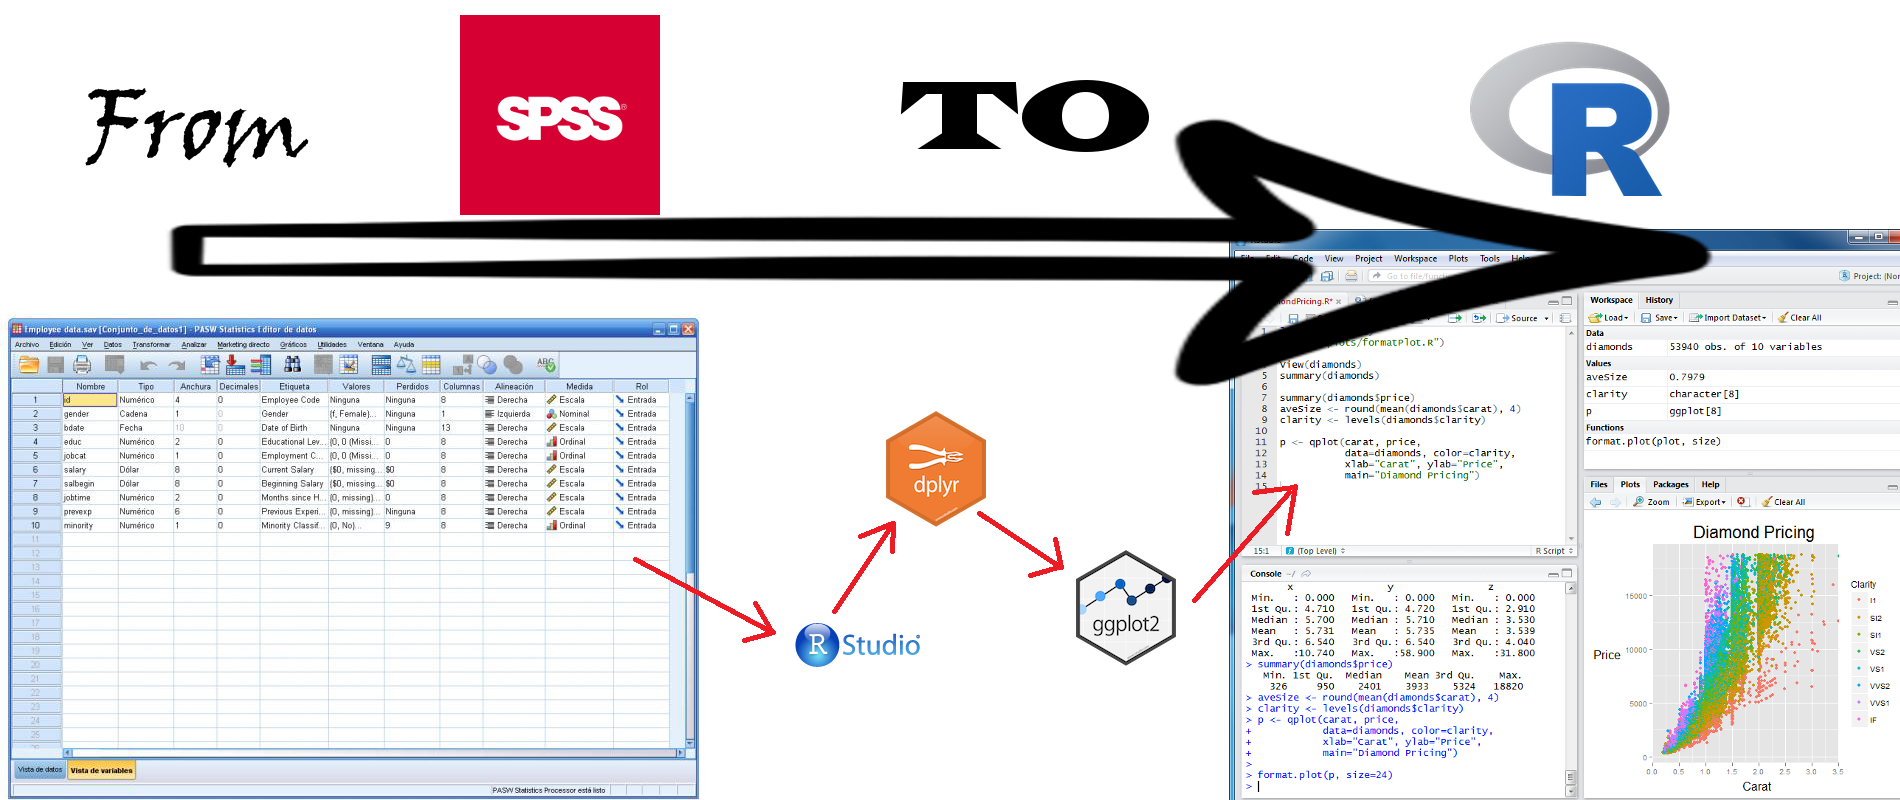 From
SPSS®
TO
R
Employee data.sav [Conjunto_de_datos1] - PASW Statistics Editor de datos
Archivo Edición Ver Datos Transformar Analizar Marketing directo Gráficos Utilidades Ventana Ayuda
Nombre Tipo Anchura Decimales Etiqueta Valores Perdidos Columnas Alineación Medida Rol
1 id Numérico 4 0 Employee Code Ninguna Ninguna 8 Derecha Escala Entrada
2 gender Cadena 1 0 Gender {f, Female}... Ninguna 1 Izquierda Nominal Entrada
3 bdate Fecha 10 0 Date of Birth Ninguna Ninguna 13 Derecha Escala Entrada
4 educ Numérico 2 0 Educational Lev... {0, 0 (Missi... 0 8 Derecha Ordinal Entrada
5 jobcat Numérico 1 0 Employment C... {0, 0 (Missi... 0 8 Derecha Ordinal Entrada
6 salary Dólar 8 0 Current Salary {$0, missing... $0 8 Derecha Escala Entrada
7 salbegin Dólar 8 0 Beginning Salary {$0, missing... $0 8 Derecha Escala Entrada
8 jobtime Numérico 2 0 Months since H... {0, missing}... 0 8 Derecha Escala Entrada
9 prevexp Numérico 6 0 Previous Experi... {0, missing}... Ninguna 8 Derecha Escala Entrada
10 minority Numérico 1 0 Minority Classif... {0, No}... 9 8 Derecha Ordinal Entrada
11
12
13
14
15
16
17
18
19
20
21
22
23
24
Vista de datos Vista de variables
PASW Statistics Processor está listo
R Studio
dplyr
ggplot2
Code View Project Workspace Plots Tools
Go to file/func
Project: (Non
ondPricing.R*
Source
ots/formatPlot.R")
View(diamonds)
5 summary(diamonds)
6
7 summary(diamonds$price)
8 aveSize <- round(mean(diamonds$carat), 4)
9 clarity <- levels(diamonds$clarity)
10
11 p <- qplot(carat, price,
12 data=diamonds, color=clarity,
13 xlab="Carat", ylab="Price",
14 main="Diamond Pricing")
15
15:1 (Top Level) R Script
Console ~/
x y z
Min. : 0.000 Min. : 0.000 Min. : 0.000
1st Qu.: 4.710 1st Qu.: 4.720 1st Qu.: 2.910
Median : 5.700 Median : 5.710 Median : 3.530
Mean : 5.731 Mean : 5.735 Mean : 3.539
3rd Qu.: 6.540 3rd Qu.: 6.540 3rd Qu.: 4.040
Max. :10.740 Max. :58.900 Max. :31.800
> summary(diamonds$price)
Min. 1st Qu. Median Mean 3rd Qu. Max.
326 950 2401 3933 5324 18820
> aveSize <- round(mean(diamonds$carat), 4)
> clarity <- levels(diamonds$clarity)
> p <- qplot(carat, price,
+ data=diamonds, color=clarity,
+ xlab="Carat", ylab="Price",
+ main="Diamond Pricing")
>
> format.plot(p, size=24)
>
Workspace History
Load Save Import Dataset Clear All
Data
diamonds 53940 obs. of 10 variables
Values
aveSize 0.7979
clarity character[8]
p ggplot[8]
Functions
format.plot(plot, size)
Files Plots Packages Help
Zoom Export Clear All
Diamond Pricing
Price
15000
10000
5000
0
0.0 0.5 1.0 1.5 2.0 2.5 3.0 3.5
Carat
Clarity
I1
SI2
SI1
VS2
VS1
VVS2
VVS1
IF